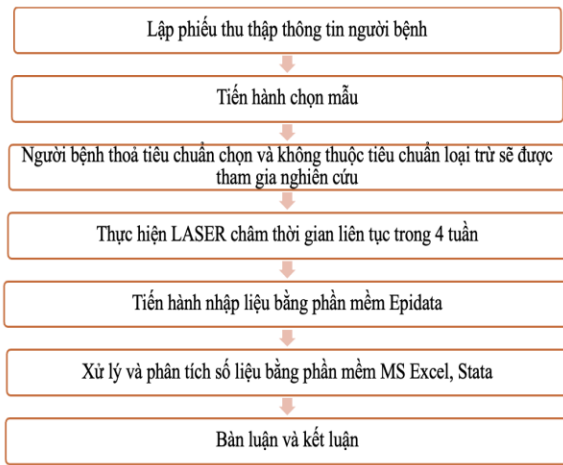 Lập phiếu thu thập thông tin người bệnh
Tiến hành chọn mẫu
Người bệnh thoả tiêu chuẩn chọn và không thuộc tiêu chuẩn loại trừ sẽ được
tham gia nghiên cứu
Thực hiện LASER châm thời gian liên tục trong 4 tuần
Tiến hành nhập liệu bằng phần mềm Epidata
Xử lý và phân tích số liệu bằng phần mềm MS Excel, Stata
Bàn luận và kết luận